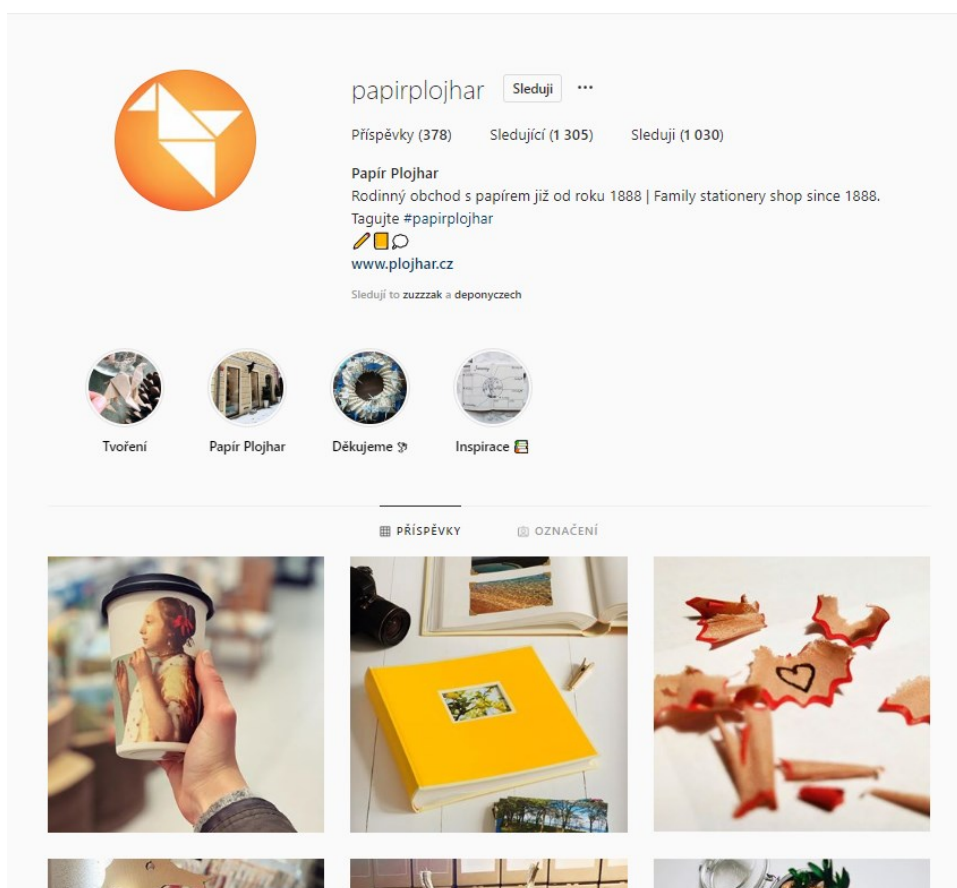 papirplojhar Sleduji ···
Příspěvky (378) Sledující (1 305) Sleduji (1 030)
Papír Plojhar
Rodinný obchod s papírem již od roku 1888 | Family stationery shop since 1888.
Tagujte #papirplojhar
www.plojhar.cz
Sledují to zuzzzak a deponyczech
Tvoření Papír Plojhar Děkujeme Inspirace
PŘÍSPĚVKY OZNAČENÍ